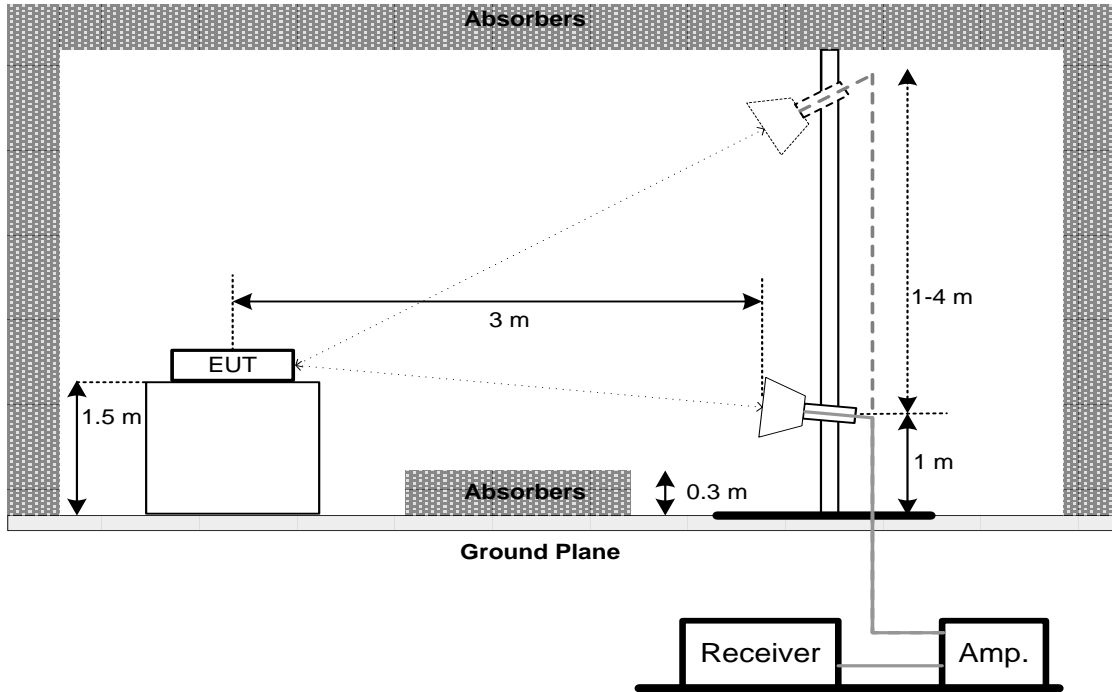 Absorbers
1-4 m
3 m
EUT
1.5 m
1 m
Absorbers
0.3 m
Ground Plane
Receiver
Amp.